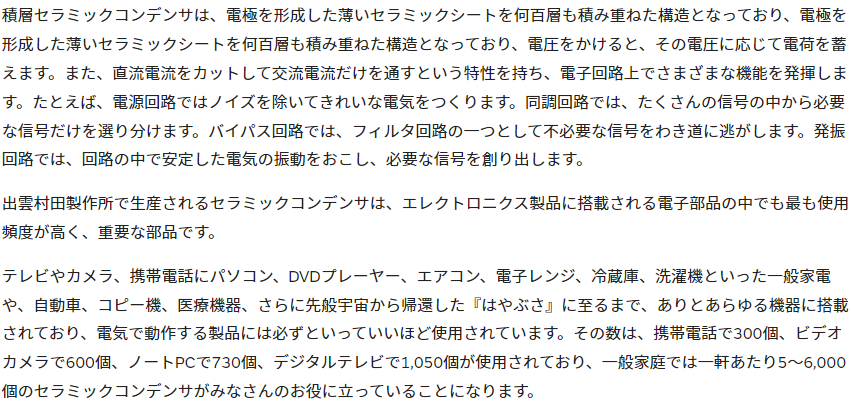 積層セラミックコンデンサは、電極を形成した薄いセラミックシートを何百層も積み重ねた構造となっており、電極を
形成した薄いセラミックシートを何百層も積み重ねた構造となっており、電圧をかけると、その電圧に応じて電荷を蓄
えます。また、直流電流をカットして交流電流だけを通すという特性を持ち、電子回路上でさまざまな機能を発揮しま
す。たとえば、電源回路ではノイズを除いてきれいな電気をつくります。同調回路では、たくさんの信号の中から必要
な信号だけを選り分けます。バイパス回路では、フィルタ回路の一つとして不必要な信号をわき道に逃がします。発振
回路では、回路の中で安定した電気の振動をおこし、必要な信号を創り出します。
出雲村田製作所で生産されるセラミックコンデンサは、エレクトロニクス製品に搭載される電子部品の中でも最も使用
頻度が高く、重要な部品です。
テレビやカメラ、携帯電話にパソコン、DVDプレーヤー、エアコン、電子レンジ、冷蔵庫、洗濯機といった一般家電
や、自動車、コピー機、医療機器、さらに先般宇宙から帰還した『はやぶさ』に至るまで、ありとあらゆる機器に搭載
されており、電気で動作する製品には必ずといっていいほど使用されています。その数は、携帯電話で300個、ビデオ
カメラで600個、ノートPCで730個、デジタルテレビで1,050個が使用されており、一般家庭では一軒あたり5～6,000
個のセラミックコンデンサがみなさんのお役に立っていることになります。